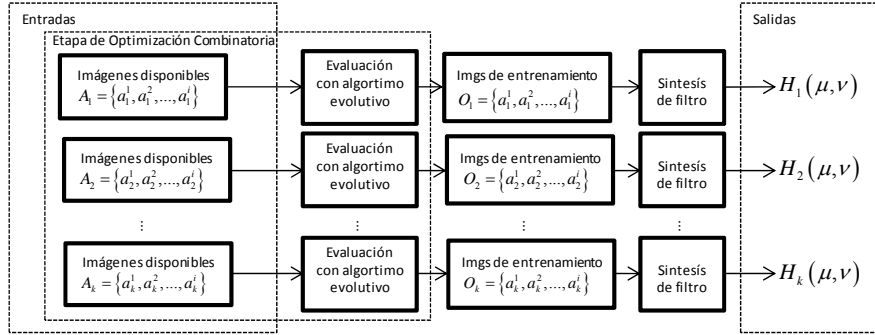 Entradas
Salidas
Etapa de Optimización Combinatoria
Imágenes disponibles
A₁ = {a₁¹, a₁², ..., a₁ⁱ}
Evaluación
con algortimo
evolutivo
Imgs de entrenamiento
O₁ = {a₁¹, a₁², ..., a₁ⁱ}
Sintesís
de filtro
H₁(μ,ν)
Imágenes disponibles
A₂ = {a₂¹, a₂², ..., a₂ⁱ}
Evaluación
con algortimo
evolutivo
Imgs de entrenamiento
O₂ = {a₂¹, a₂², ..., a₂ⁱ}
Sintesís
de filtro
H₂(μ,ν)
⋮ ⋮ ⋮ ⋮
Imágenes disponibles
Aₖ = {aₖ¹, aₖ², ..., aₖⁱ}
Evaluación
con algortimo
evolutivo
Imgs de entrenamiento
Oₖ = {aₖ¹, aₖ², ..., aₖⁱ}
Sintesís
de filtro
Hₖ(μ,ν)